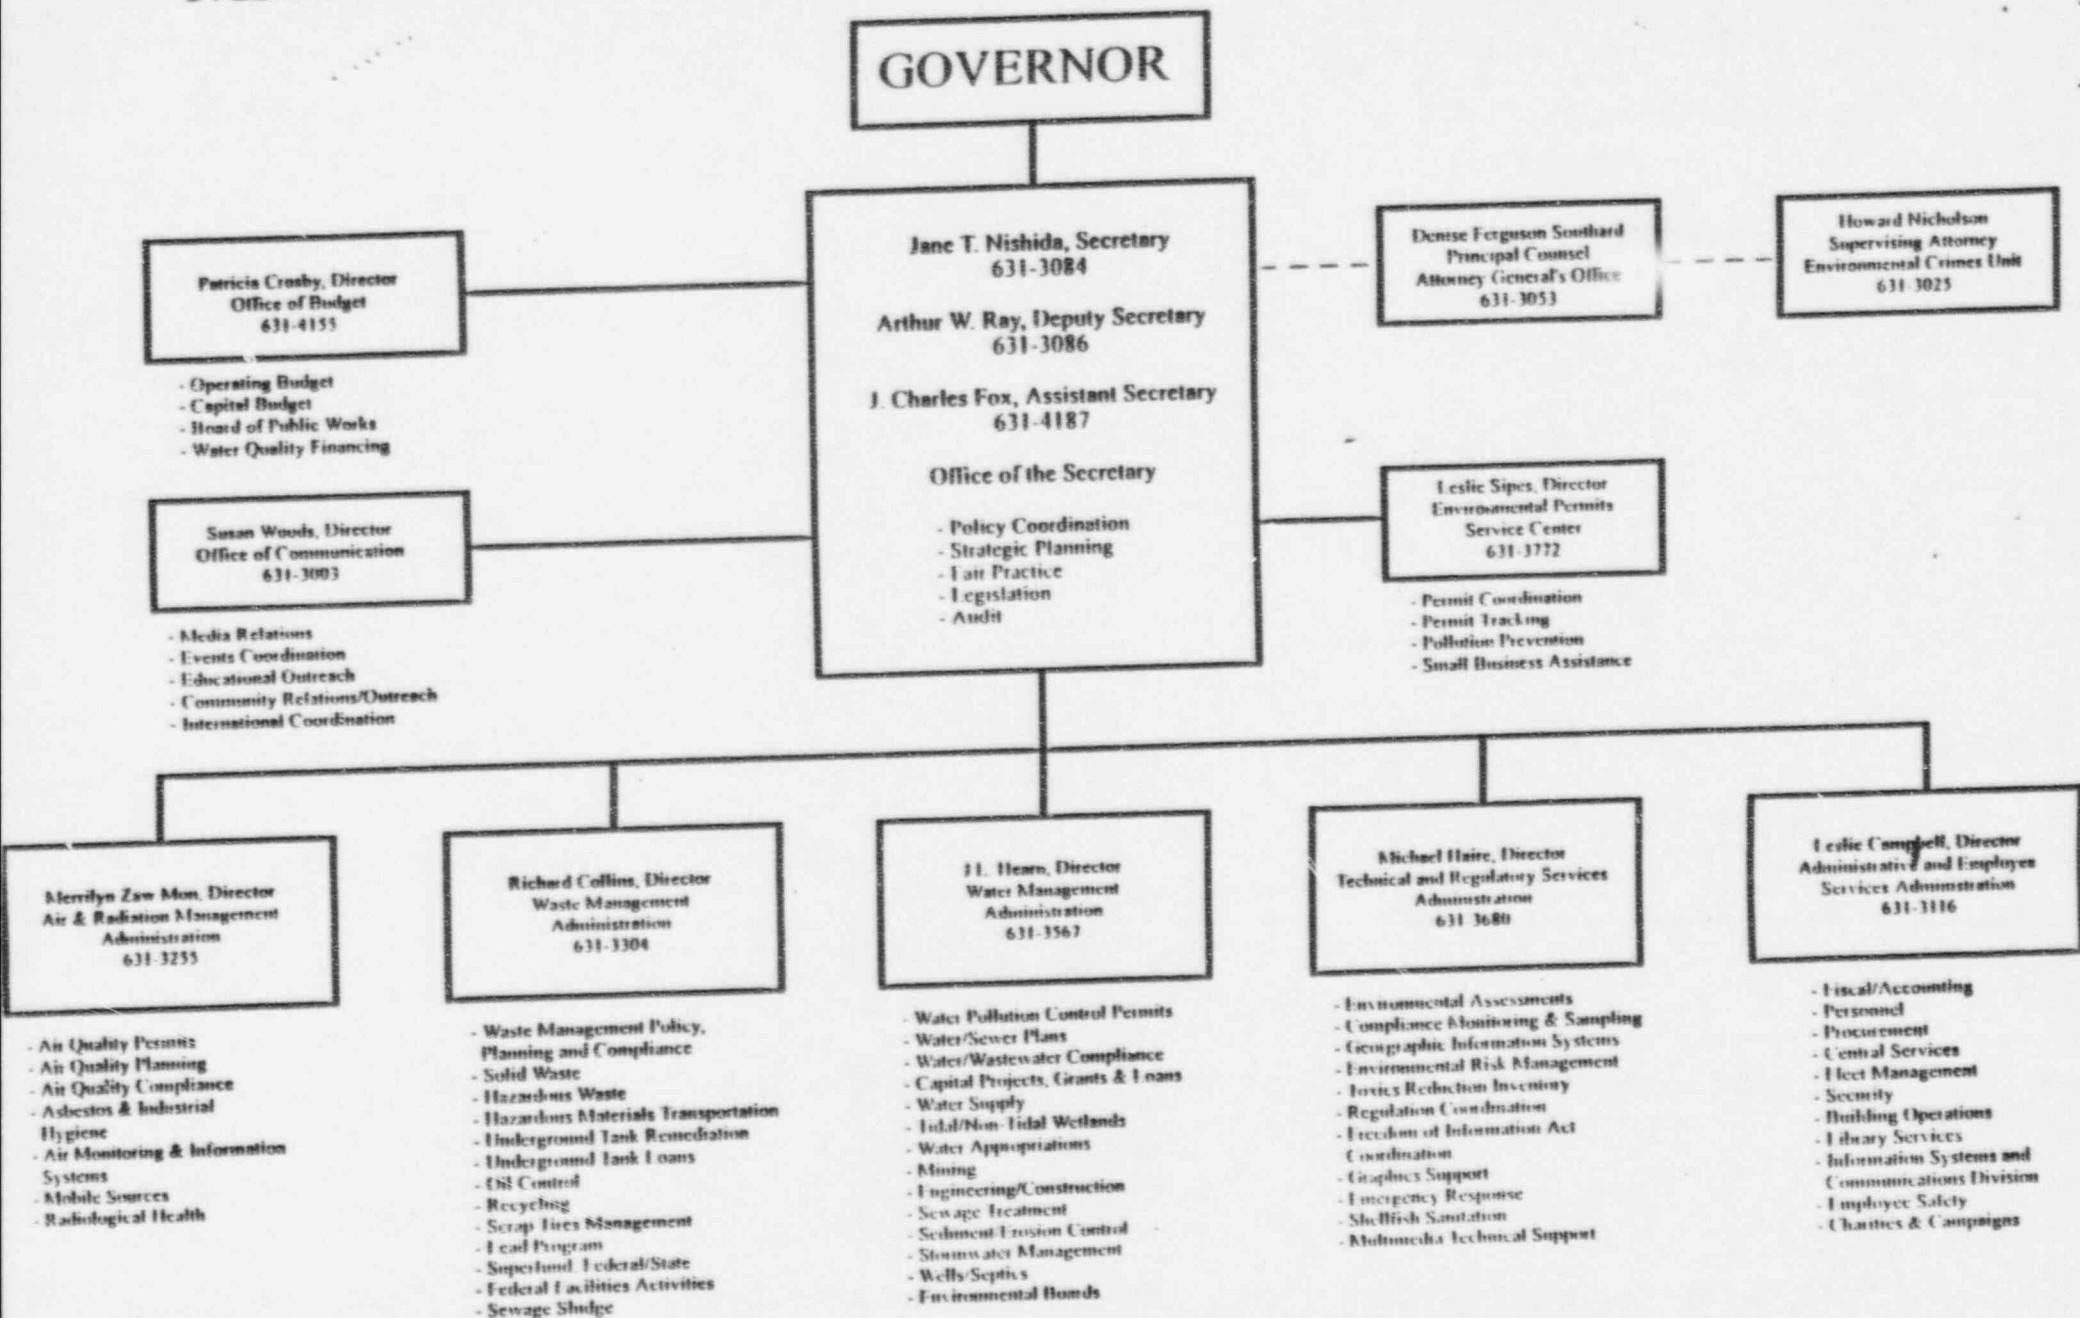 GOVERNOR
Jane T. Nishida, Secretary
631-3084
Arthur W. Ray, Deputy Secretary
631-3086
J. Charles Fox, Assistant Secretary
631-4187
Office of the Secretary
- Policy Coordination
- Strategic Planning
- Fair Practice
- Legislation
- Audit
Patricia Crosby, Director
Office of Budget
631-4155
- Operating Budget
- Capital Budget
- Board of Public Works
- Water Quality Financing
Susan Woods, Director
Office of Communication
631-3003
- Media Relations
- Events Coordination
- Educational Outreach
- Community Relations/Outreach
- International Coordination
Denise Ferguson Southard
Principal Counsel
Attorney General's Office
631-3053
Howard Nicholson
Supervising Attorney
Environmental Crimes Unit
631-3025
Leslie Sipes, Director
Environmental Permits
Service Center
631-3772
- Permit Coordination
- Permit Tracking
- Pollution Prevention
- Small Business Assistance
Merrilyn Zaw Mon, Director
Air & Radiation Management
Administration
631-3255
- Air Quality Permits
- Air Quality Planning
- Air Quality Compliance
- Asbestos & Industrial
Hygiene
- Air Monitoring & Information
Systems
- Mobile Sources
- Radiological Health
Richard Collins, Director
Waste Management
Administration
631-3304
- Waste Management Policy,
Planning and Compliance
- Solid Waste
- Hazardous Waste
- Hazardous Materials Transportation
- Underground Tank Remediation
- Underground Tank Loans
- Oil Control
- Recycling
- Scrap Tires Management
- Lead Program
- Superfund, Federal/State
- Federal Facilities Activities
- Sewage Sludge
Hearn, Director
Water Management
Administration
631-3567
- Water Pollution Control Permits
- Water/Sewer Plans
- Water/Wastewater Compliance
- Capital Projects, Grants & Loans
- Water Supply
- Tidal/Non-Tidal Wetlands
- Water Appropriations
- Mining
- Engineering/Construction
- Sewage Treatment
- Sediment/Erosion Control
- Stormwater Management
- Wells/Septics
- Environmental Boards
Michael Haire, Director
Technical and Regulatory Services
Administration
631-3680
- Environmental Assessments
- Compliance Monitoring & Sampling
- Geographic Information Systems
- Environmental Risk Management
- Toxics Reduction Inventory
- Regulation Coordination
- Freedom of Information Act
Coordination
- Graphics Support
- Emergency Response
- Shellfish Sanitation
- Multimedia Technical Support
Leslie Campbell, Director
Administrative and Employee
Services Administration
631-3116
- Fiscal/Accounting
- Personnel
- Procurement
- Central Services
- Fleet Management
- Security
- Building Operations
- Library Services
- Information Systems and
Communications Division
- Employee Safety
- Charities & Campaigns